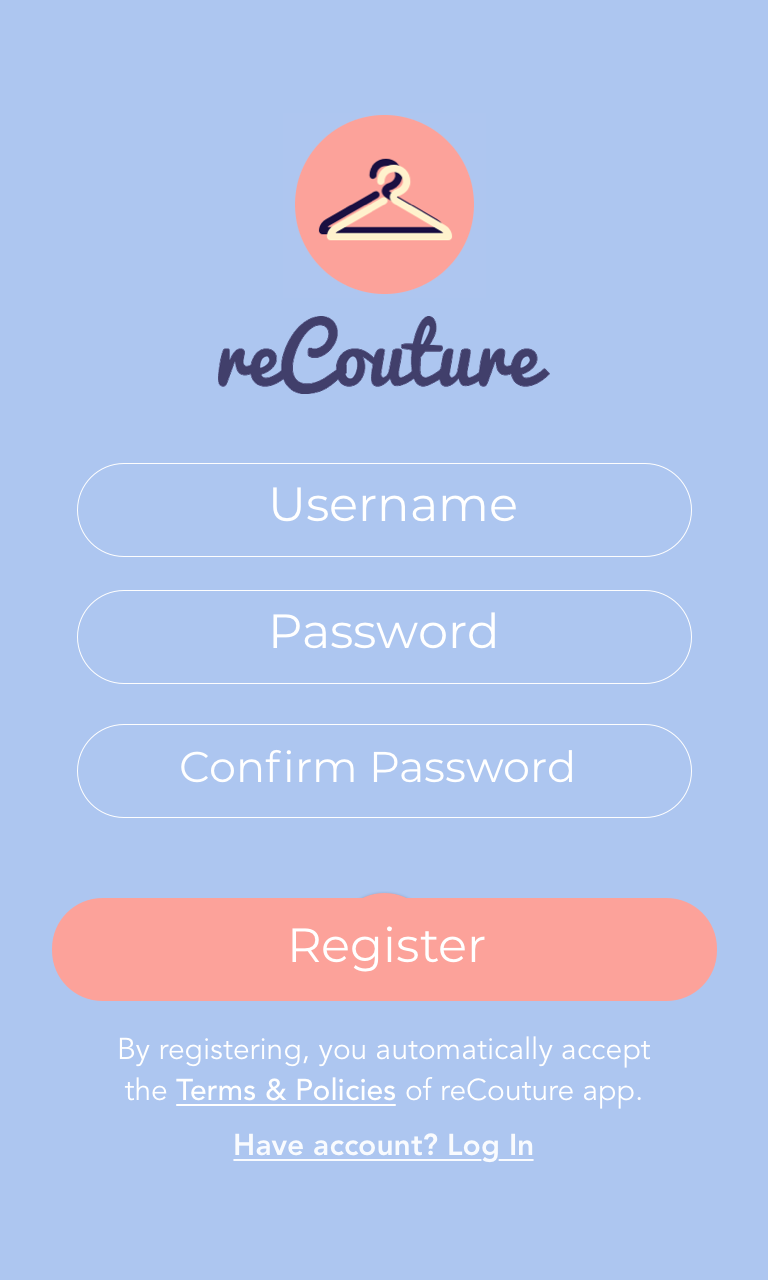 reCouture
Username
Password
Confirm Password
Register
By registering, you automatically accept
the Terms & Policies of reCouture app.
Have account? Log In